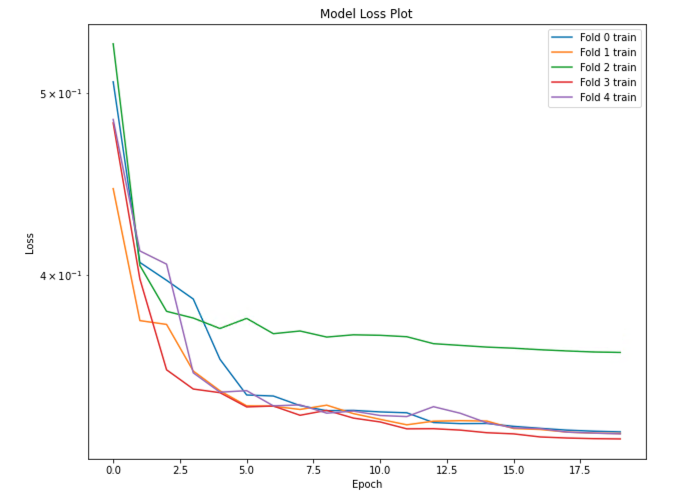 Model Loss Plot
Fold 0 train
Fold 1 train
Fold 2 train
Fold 3 train
Fold 4 train
5 × 10⁻¹
4 × 10⁻¹
Loss
0.0 2.5 5.0 7.5 10.0 12.5 15.0 17.5
Epoch